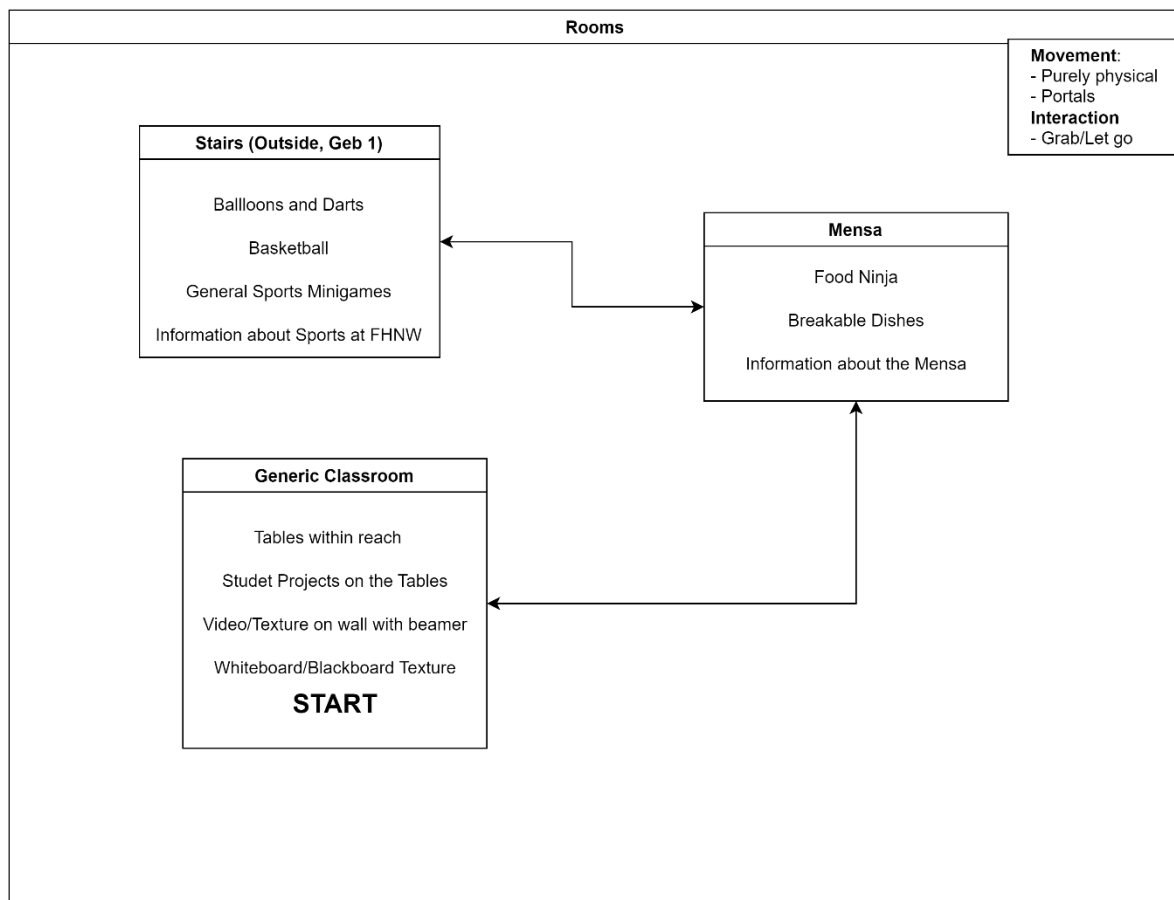 Rooms
Movement:
- Purely physical
- Portals
Interaction
- Grab/Let go
Stairs (Outside, Geb 1)
Ballloons and Darts
Basketball
General Sports Minigames
Information about Sports at FHNW
Mensa
Food Ninja
Breakable Dishes
Information about the Mensa
Generic Classroom
Tables within reach
Studet Projects on the Tables
Video/Texture on wall with beamer
Whiteboard/Blackboard Texture
START